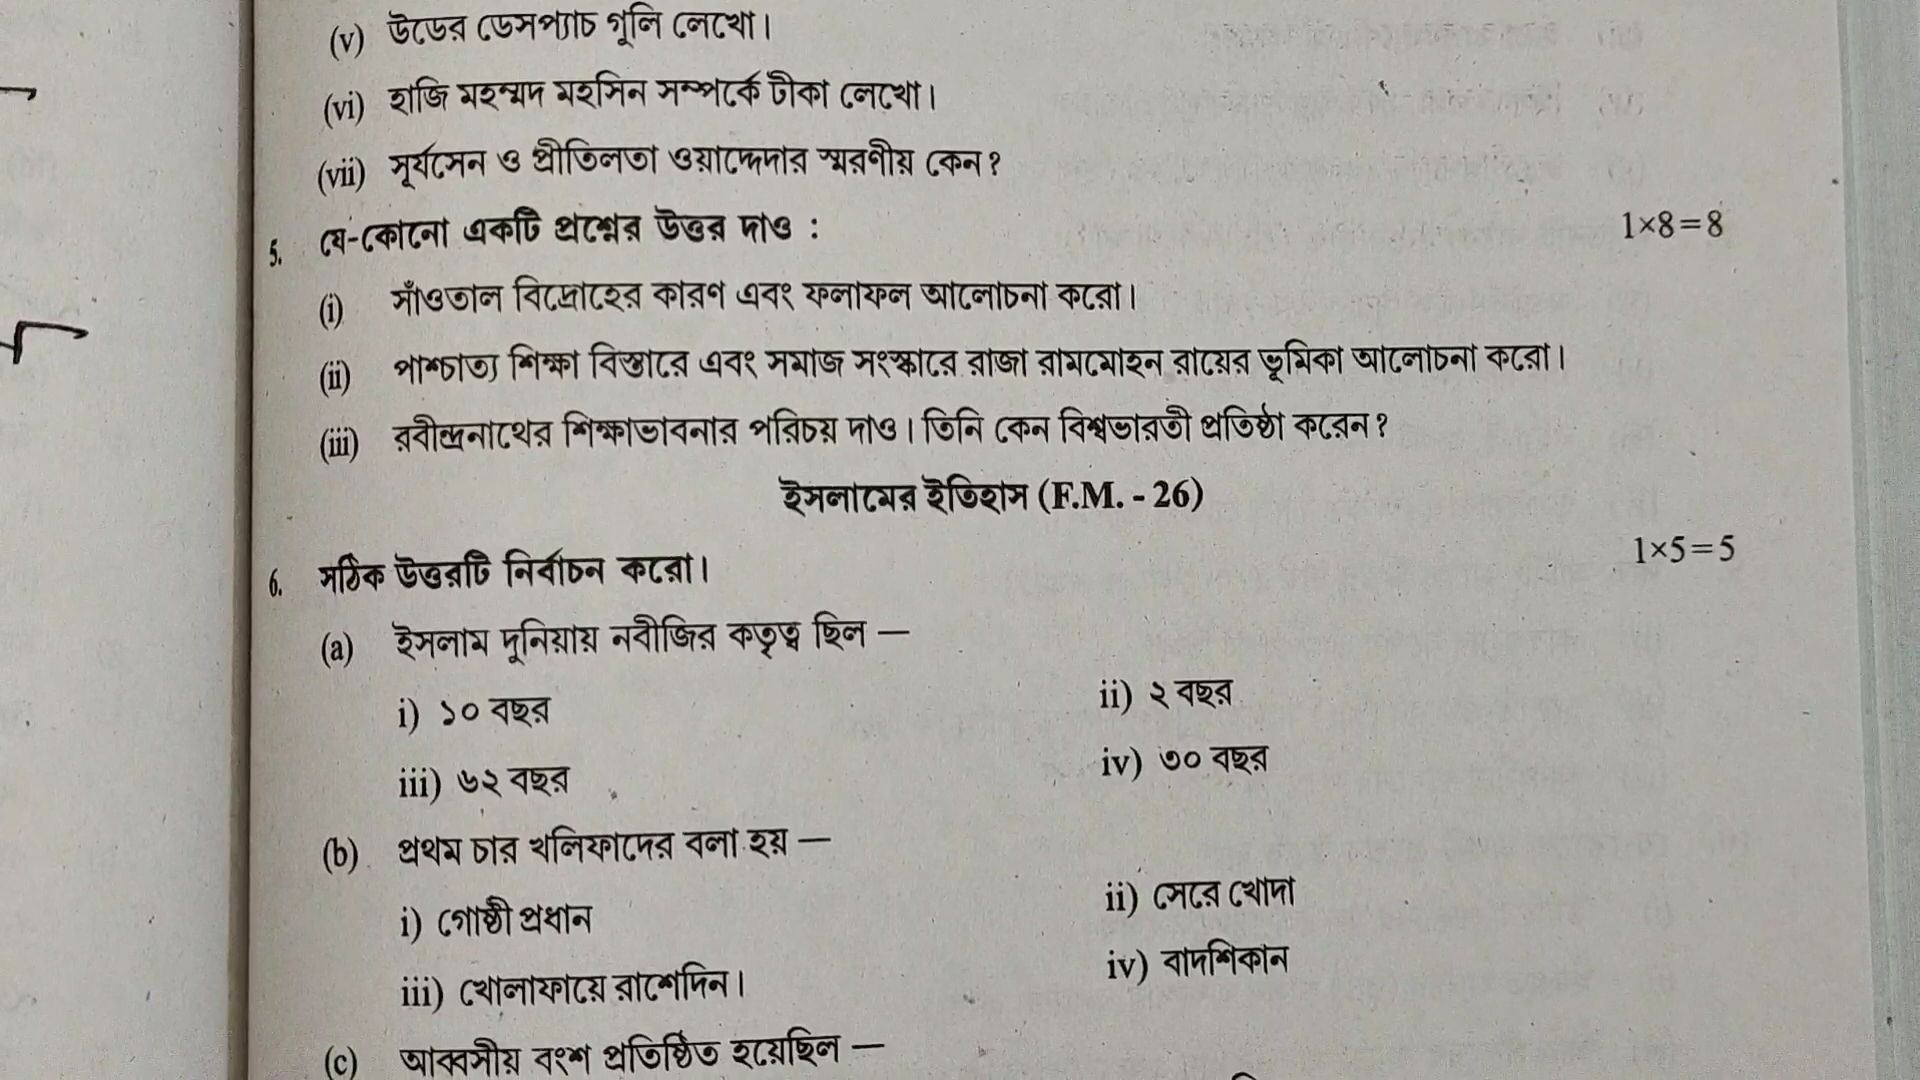 (v) উডের ডেসপ্যাচ গুলি লেখো।
(vi) হাজি মহম্মদ মহসিন সম্পর্কে টীকা লেখো।
(vii) সূর্যসেন ও প্রীতিলতা ওয়াদ্দেদার স্মরণীয় কেন?
5. যে-কোনো একটি প্রশ্নের উত্তর দাও : 1×8=8
(i) সাঁওতাল বিদ্রোহের কারণ এবং ফলাফল আলোচনা করো।
(ii) পাশ্চাত্য শিক্ষা বিস্তারে এবং সমাজ সংস্কারে রাজা রামমোহন রায়ের ভূমিকা আলোচনা করো।
(iii) রবীন্দ্রনাথের শিক্ষাভাবনার পরিচয় দাও। তিনি কেন বিশ্বভারতী প্রতিষ্ঠা করেন?
ইসলামের ইতিহাস (F.M. - 26)
6. সঠিক উত্তরটি নির্বাচন করো। 1×5=5
(a) ইসলাম দুনিয়ায় নবীজির কতৃত্ব ছিল —
i) ১০ বছর ii) ২ বছর
iii) ৬২ বছর iv) ৩০ বছর
(b) প্রথম চার খলিফাদের বলা হয় —
i) গোষ্ঠী প্রধান ii) সেরে খোদা
iii) খোলাফায়ে রাশেদিন। iv) বাদশিকান
(c) আব্বসীয় বংশ প্রতিষ্ঠিত হয়েছিল —